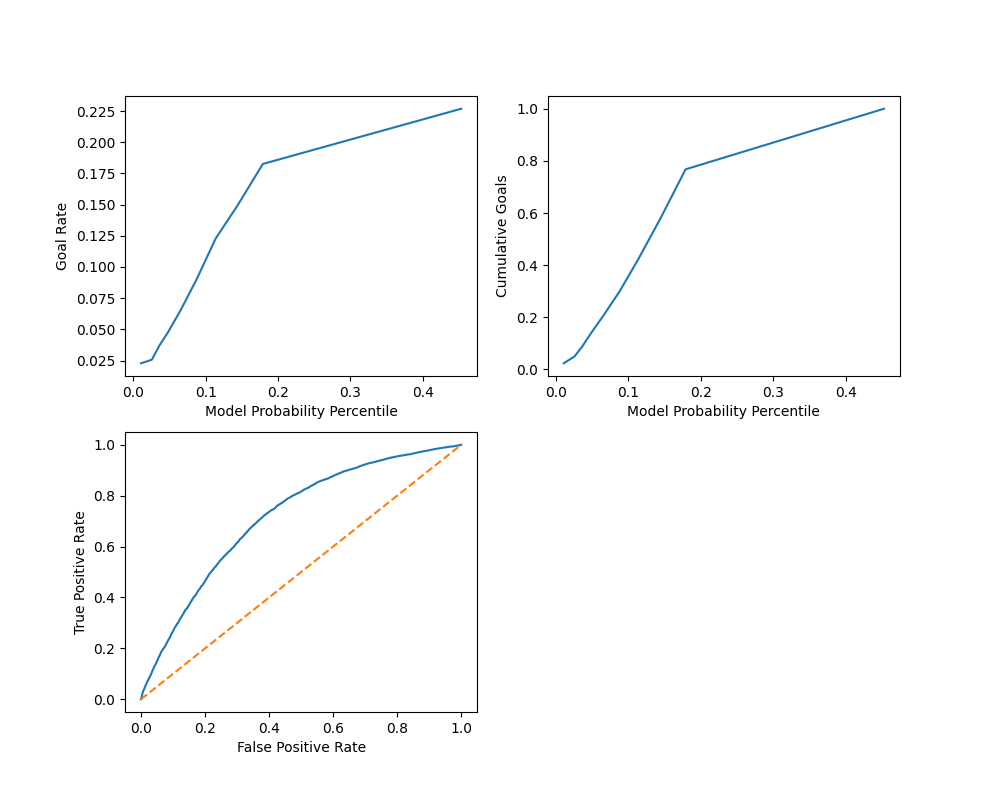 0.225
0.200
0.175
0.150
0.125
0.100
0.075
0.050
0.025
Goal Rate
0.0 0.1 0.2 0.3 0.4
Model Probability Percentile
1.0
0.8
0.6
0.4
0.2
0.0
Cumulative Goals
0.0 0.1 0.2 0.3 0.4
Model Probability Percentile
1.0
0.8
0.6
0.4
0.2
0.0
True Positive Rate
0.0 0.2 0.4 0.6 0.8 1.0
False Positive Rate